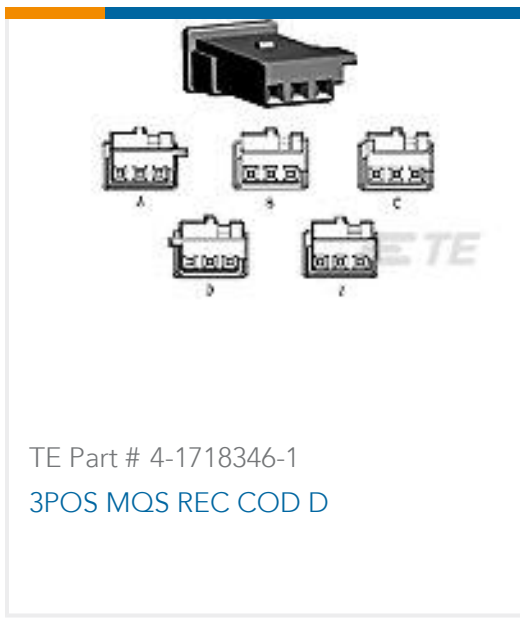 A
B
C
TE
D
Z
TE Part # 4-1718346-1
3POS MQS REC COD D